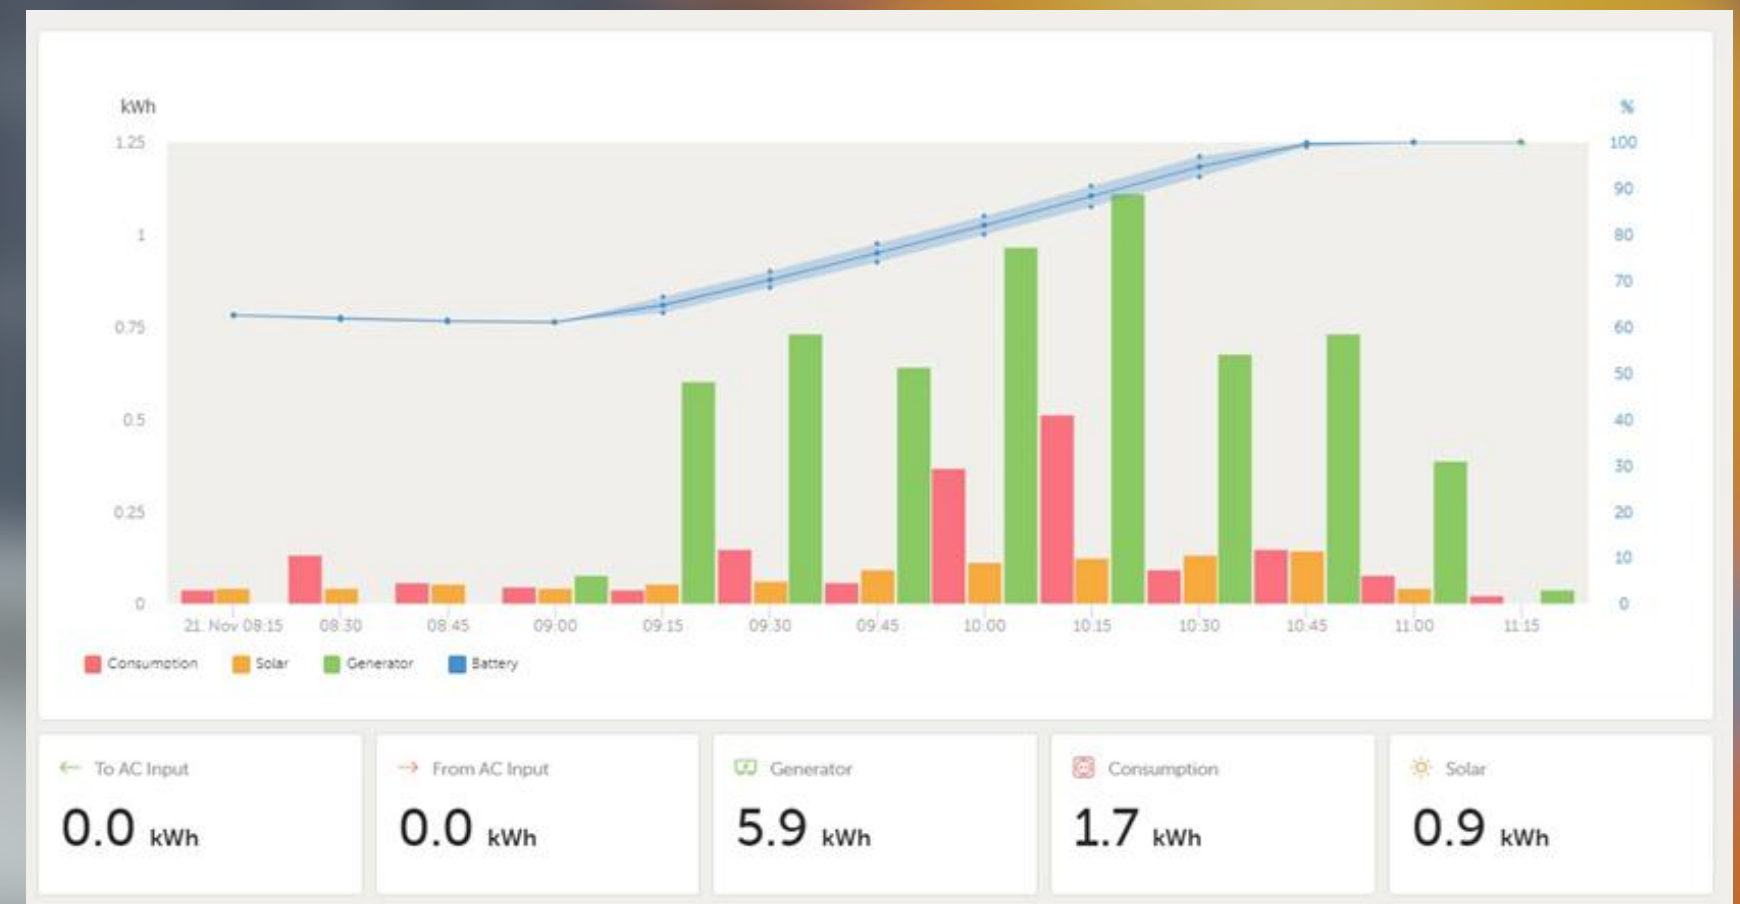 kWh %
1.25 100
90
1 80
70
0.75 60
50
0.5 40
30
0.25 20
10
0 0
21. Nov 08:15 08:30 08:45 09:00 09:15 09:30 09:45 10:00 10:15 10:30 10:45 11:00 11:15
Consumption Solar Generator Battery
To AC Input From AC Input Generator Consumption Solar
0.0 kWh 0.0 kWh 5.9 kWh 1.7 kWh 0.9 kWh